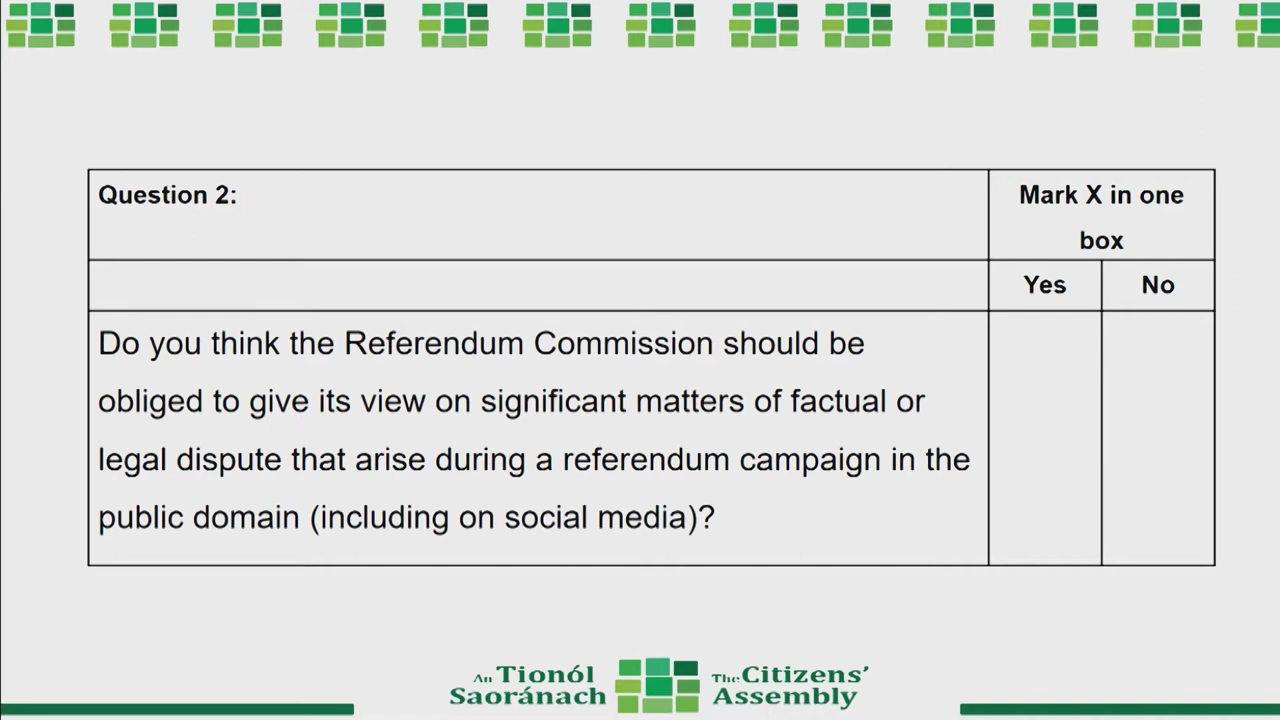 Question 2:
Mark X in one
box
Yes
No
Do you think the Referendum Commission should be
obliged to give its view on significant matters of factual or
legal dispute that arise during a referendum campaign in the
public domain (including on social media)?
An Tionól
Saoránach
The Citizens’
Assembly